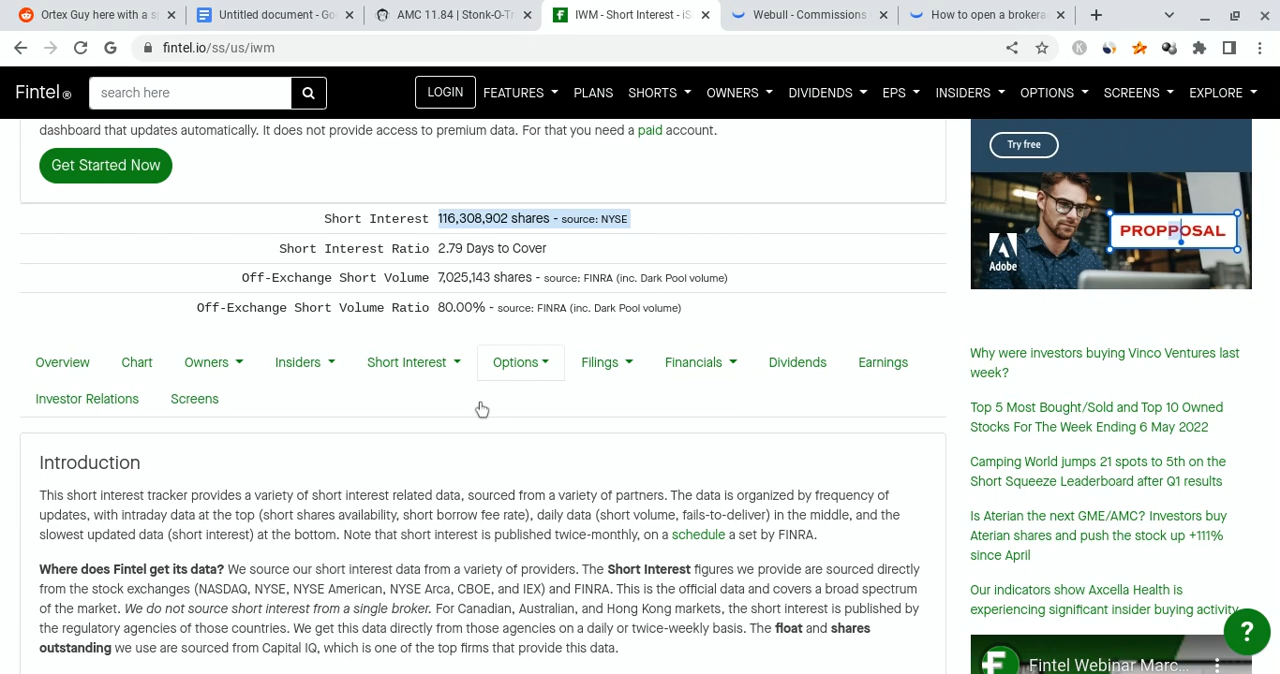 Ortex Guy here with a s
Untitled document - Go
AMC 11.84 | Stonk-O-Tr
IWM - Short Interest - iS
Webull - Commissions
How to open a brokera
fintel.io/ss/us/iwm
Fintel ®
search here
LOGIN
FEATURES
PLANS
SHORTS
OWNERS
DIVIDENDS
EPS
INSIDERS
OPTIONS
SCREENS
EXPLORE
dashboard that updates automatically. It does not provide access to premium data. For that you need a paid account.
Get Started Now
Short Interest 116,308,902 shares - source: NYSE
Short Interest Ratio 2.79 Days to Cover
Off-Exchange Short Volume 7,025,143 shares - source: FINRA (inc. Dark Pool volume)
Off-Exchange Short Volume Ratio 80.00% - source: FINRA (inc. Dark Pool volume)
Overview
Chart
Owners
Insiders
Short Interest
Options
Filings
Financials
Dividends
Earnings
Investor Relations
Screens
Introduction
This short interest tracker provides a variety of short interest related data, sourced from a variety of partners. The data is organized by frequency of
updates, with intraday data at the top (short shares availability, short borrow fee rate), daily data (short volume, fails-to-deliver) in the middle, and the
slowest updated data (short interest) at the bottom. Note that short interest is published twice-monthly, on a schedule a set by FINRA.
Where does Fintel get its data? We source our short interest data from a variety of providers. The Short Interest figures we provide are sourced directly
from the stock exchanges (NASDAQ, NYSE, NYSE American, NYSE Arca, CBOE, and IEX) and FINRA. This is the official data and covers a broad spectrum
of the market. We do not source short interest from a single broker. For Canadian, Australian, and Hong Kong markets, the short interest is published by
the regulatory agencies of those countries. We get this data directly from those agencies on a daily or twice-weekly basis. The float and shares
outstanding we use are sourced from Capital IQ, which is one of the top firms that provide this data.
Try free
PROPPOSAL
Adobe
Why were investors buying Vinco Ventures last
week?
Top 5 Most Bought/Sold and Top 10 Owned
Stocks For The Week Ending 6 May 2022
Camping World jumps 21 spots to 5th on the
Short Squeeze Leaderboard after Q1 results
Is Aterian the next GME/AMC? Investors buy
Aterian shares and push the stock up +111%
since April
Our indicators show Axcella Health is
experiencing significant insider buying activity
?
Fintel Webinar Marc...